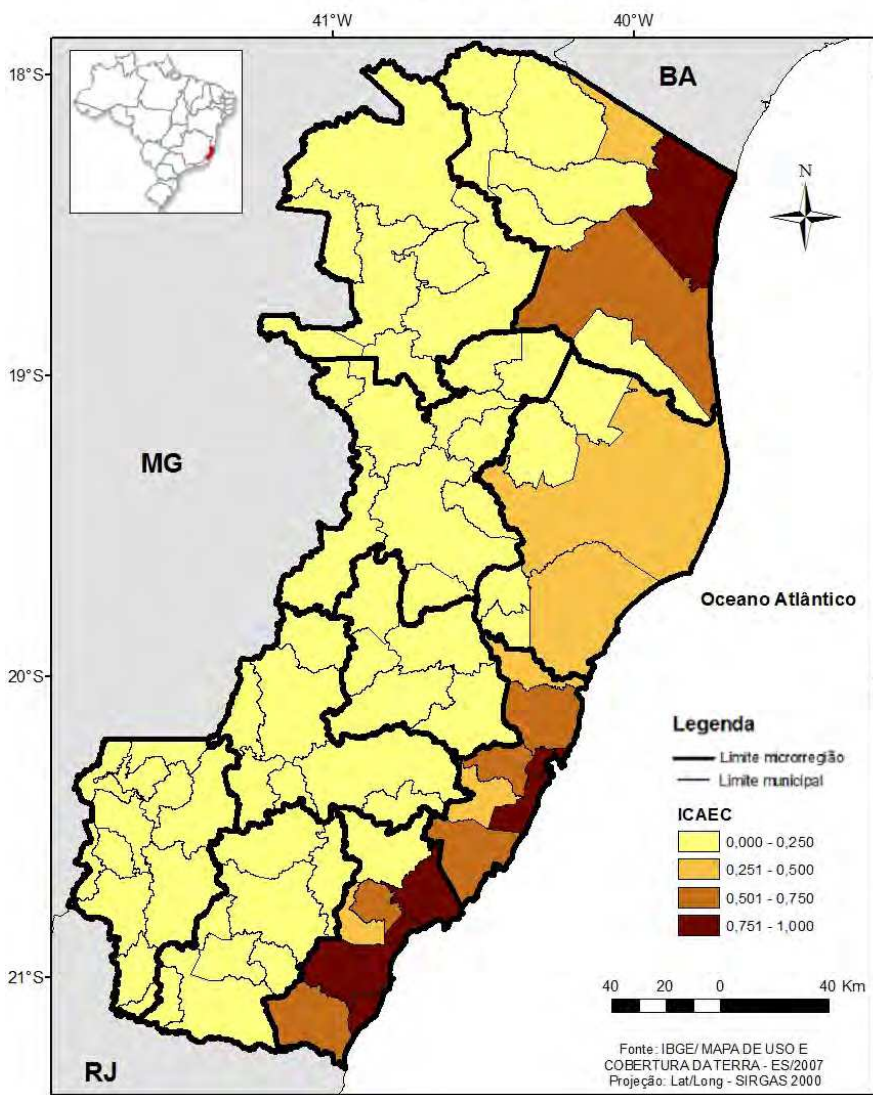 41°W
40°W
18°S
BA
N
19°S
MG
Oceano Atlântico
20°S
Legenda
Limite microrregião
Limite municipal
ICAEC
0,000 - 0,250
0,251 - 0,500
0,501 - 0,750
0,751 - 1,000
21°S
40 20 0 40 Km
Fonte: IBGE/ MAPA DE USO E
COBERTURA DA TERRA - ES/2007
Projeção: Lat/Long - SIRGAS 2000
RJ